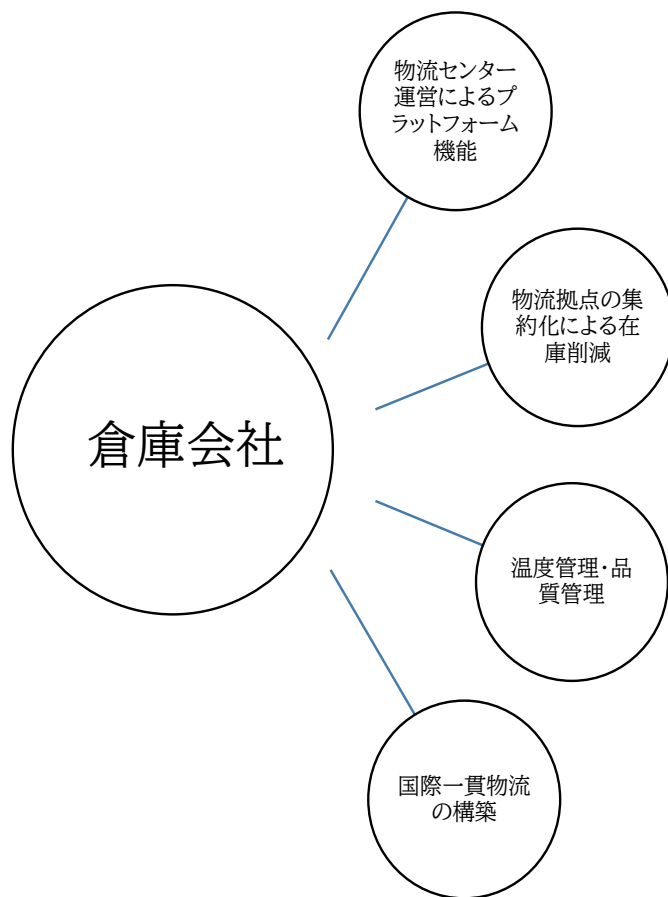 物流センター
運営によるプ
ラットフォーム
機能
物流拠点の集
約化による在
庫削減
倉庫会社
温度管理・品
質管理
国際一貫物流
の構築